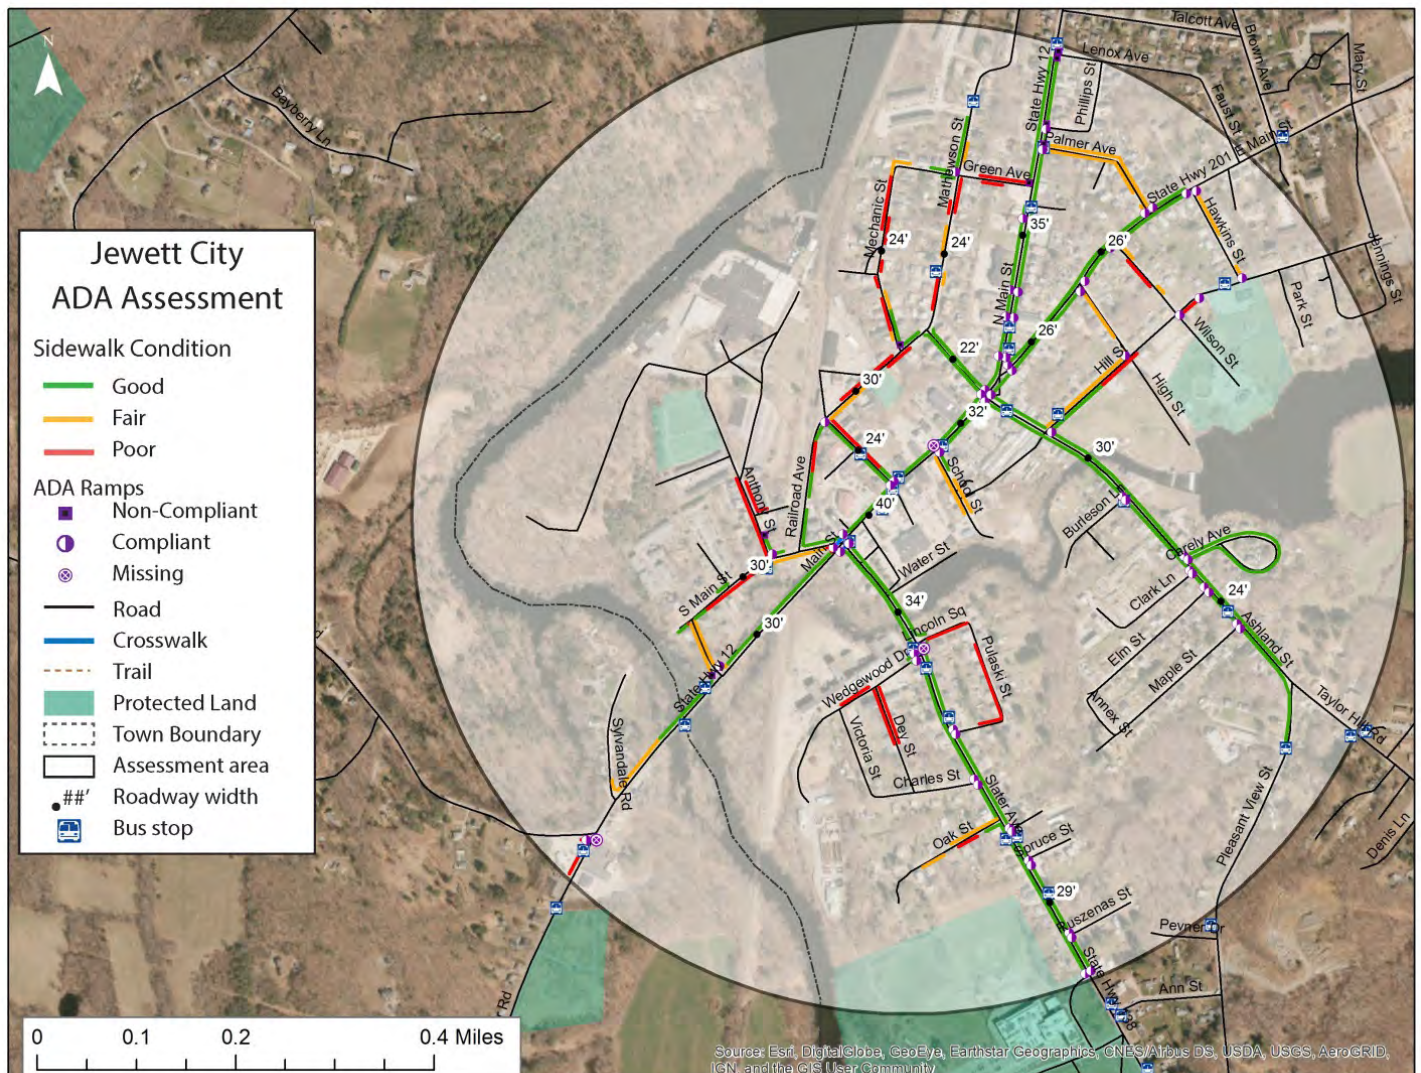 Jewett City
ADA Assessment
Sidewalk Condition
Good
Fair
Poor
ADA Ramps
Non-Compliant
Compliant
Missing
Road
Crosswalk
Trail
Protected Land
Town Boundary
Assessment area
##' Roadway width
Bus stop
0 0.1 0.2 0.4 Miles
N
Bayberry Ln
Talcott Ave
Lenox Ave
Brown Ave
Mary St
State Hwy 12
Phillips St
Faust St
E Main St
Palmer Ave
State Hwy 201
Mathewson St
Green Ave
Mechanic St
Hawkins St
Jennings St
24'
24'
35'
26'
N Main St
Park St
Wilson St
22'
26'
Hill S
High St
30'
32'
24'
30'
School St
Anthony St
Railroad Ave
40'
Burleson Ln
Carely Ave
Main St
Water St
Clark Ln
30'
S Main St
34'
24'
Lincoln Sq
Ashland St
30'
Elm St
Pulaski St
Maple St
Wedgewood Dr
State Hwy 12
Annex St
Taylor Hill Rd
Dey St
Victoria St
Sylvandale Rd
Charles St
Slater Ave
Pleasant View St
Oak St
Spruce St
Denis Ln
29'
Ruszenas St
Pevner Dr
State Hwy
Ann St
Rd
Source: Esri, DigitalGlobe, GeoEye, Earthstar Geographics, CNES/Airbus DS, USDA, USGS, AeroGRID,
IGN, and the GIS User Community